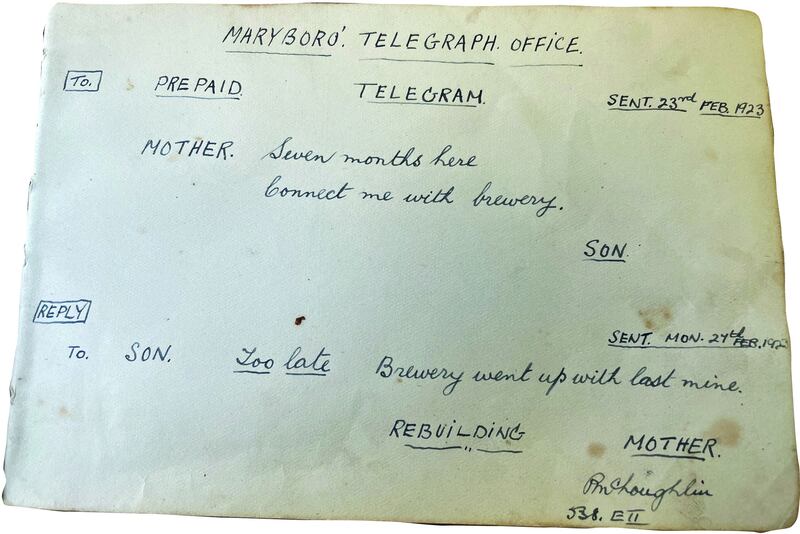 MARYBORO'. TELEGRAPH. OFFICE.
To. PREPAID. TELEGRAM. SENT. 23rd FEB. 1923
MOTHER. Seven months here
Connect me with brewery.
SON.
REPLY
SENT. MON. 27th FEB. 1923
To. SON. Too late Brewery went up with last mine.
REBUILDING
MOTHER.
P McLoughlin
538. E II